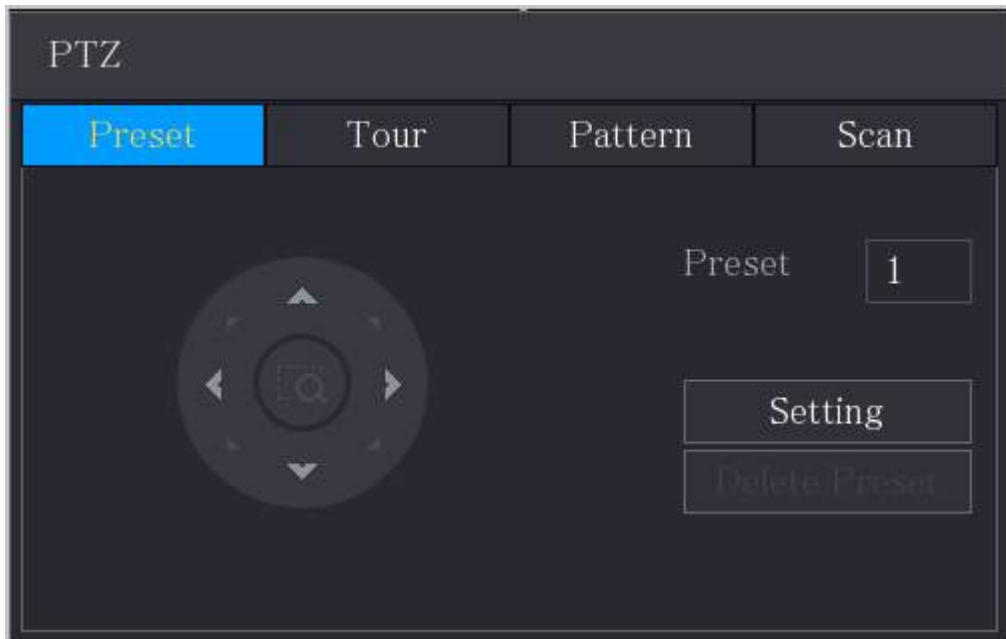 PTZ
Preset Tour Pattern Scan
Preset 1
Setting
Delete Preset